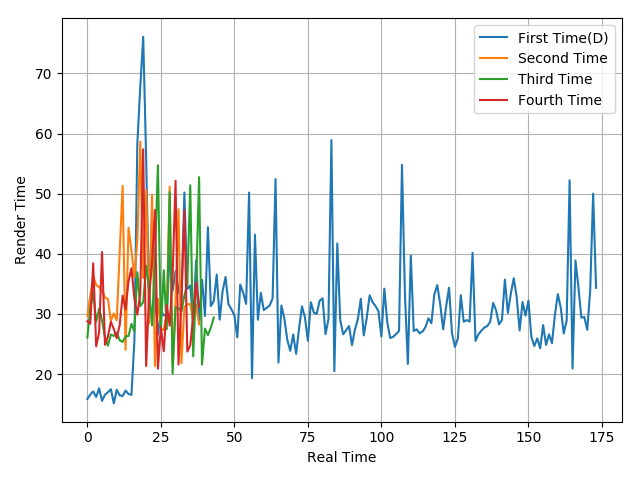 First Time(D)
Second Time
Third Time
Fourth Time
70
60
50
40
30
20
Render Time
0 25 50 75 100 125 150 175
Real Time